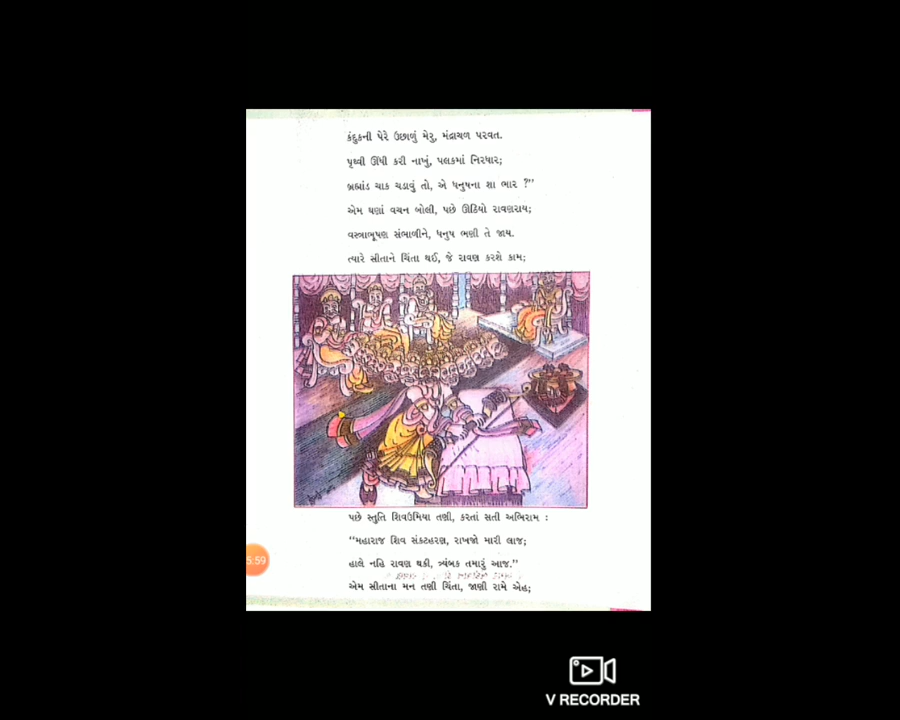 કંદુકની પેરે ઉછાળું મેરુ, મંદ્રાચળ પરવત.
પૃથ્વી ઊંધી કરી નાખું, પલકમાં નિરધાર;
બ્રહ્માંડ ચાક ચડાવું તો, એ ધનુષના શા ભાર ?”
એમ ઘણાં વચન બોલી, પછે ઊઠિયો રાવણરાય;
વસ્ત્રાભૂષણ સંભાળીને, ધનુષ ભણી તે જાય.
ત્યારે સીતાને ચિંતા થઈ, જે રાવણ કરશે કામ;
પછે સ્તુતિ શિવઉમિયા તણી, કરતાં સતી અભિરામ :
“મહારાજ શિવ સંકટહરણ, રાખજો મારી લાજ;
હાલે નહિ રાવણ થકી, ત્ર્યંબક તમારું આજ.”
એમ સીતાના મન તણી ચિંતા, જાણી રામે એહ;
5:59
V RECORDER